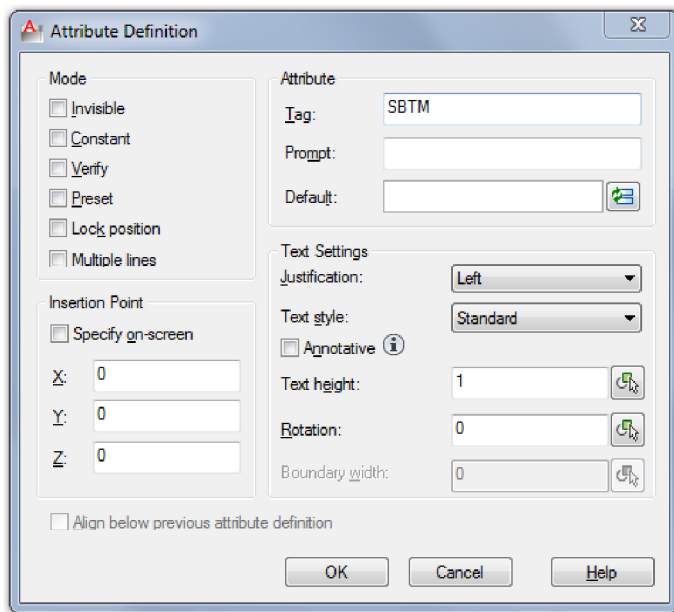 Attribute Definition
Mode
Invisible
Constant
Verify
Preset
Lock position
Multiple lines
Attribute
Tag: SBTM
Prompt:
Default:
Insertion Point
Specify on-screen
X: 0
Y: 0
Z: 0
Text Settings
Justification: Left
Text style: Standard
Annotative
Text height: 1
Rotation: 0
Boundary width: 0
Align below previous attribute definition
OK Cancel Help